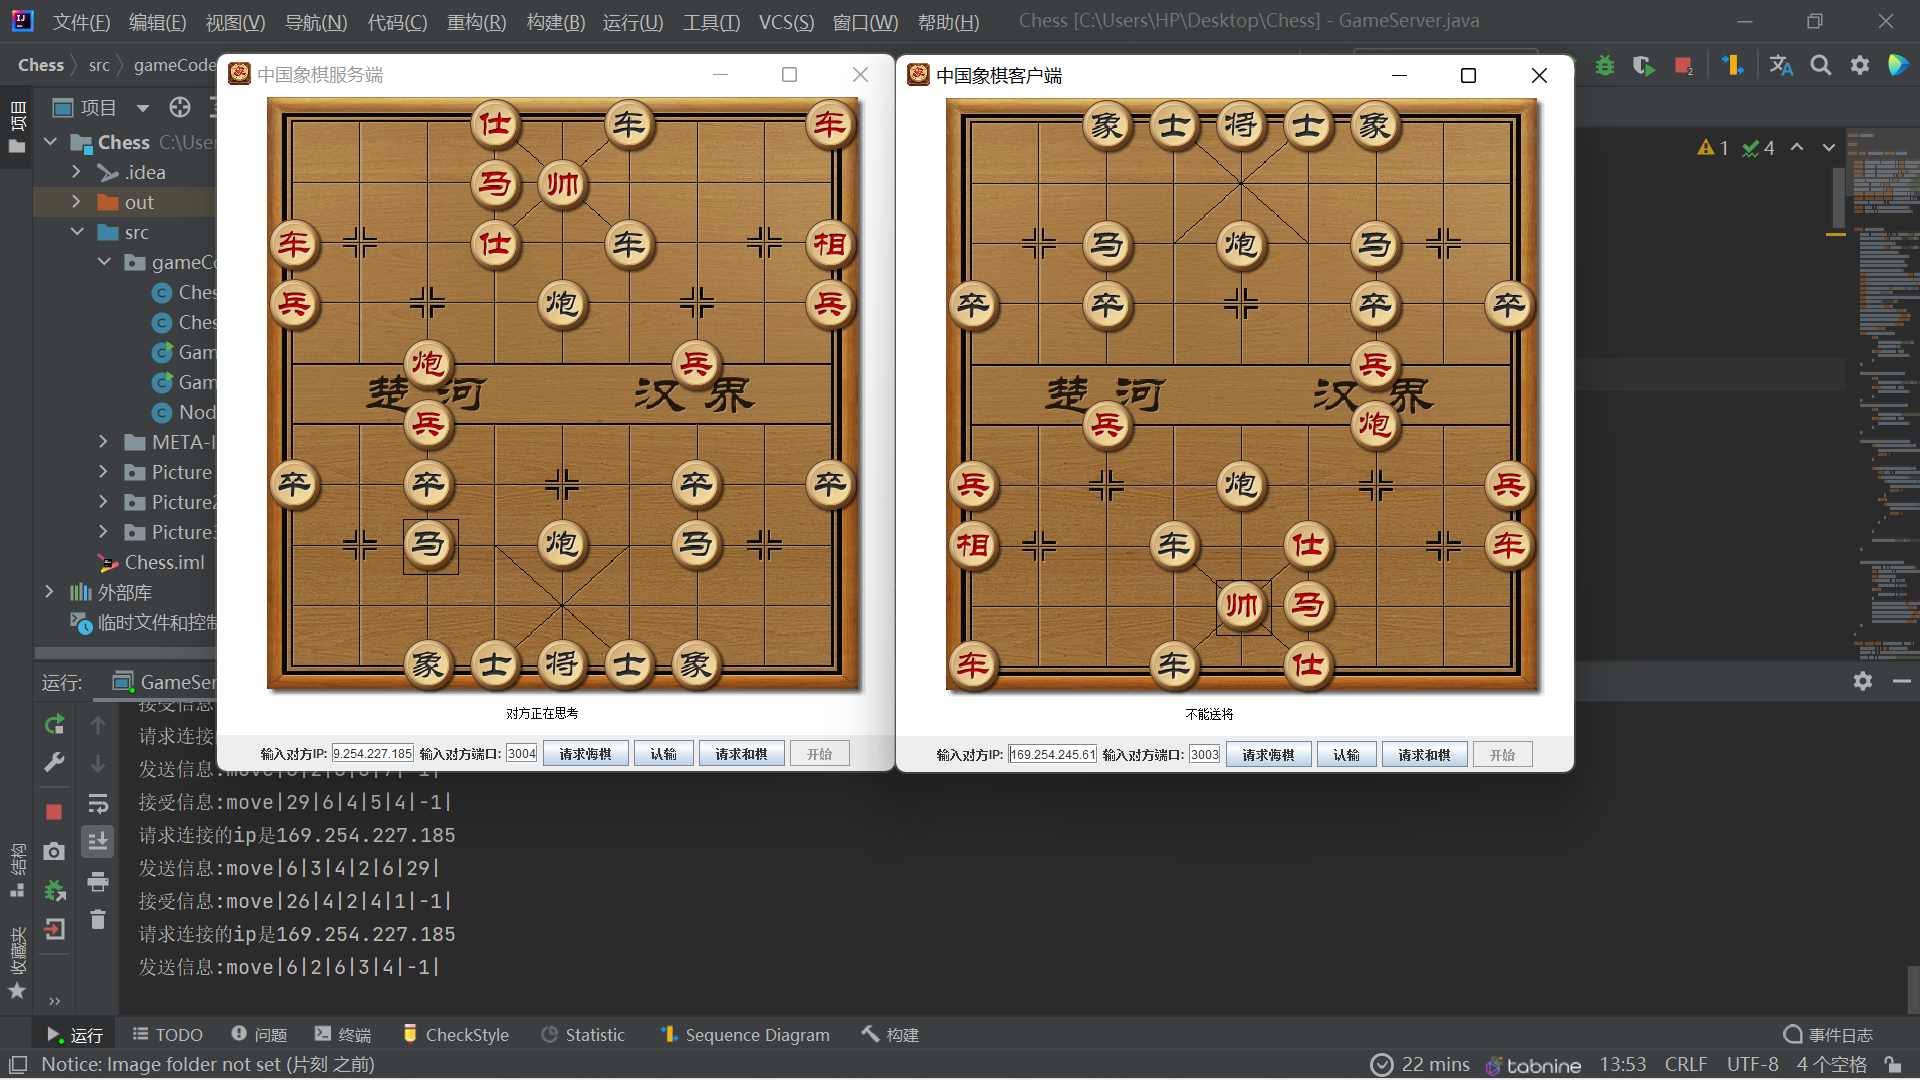 文件(F) 编辑(E) 视图(V) 导航(N) 代码(C) 重构(R) 构建(B) 运行(U) 工具(T) VCS(S) 窗口(W) 帮助(H) Chess [C:\Users\HP\Desktop\Chess] - GameServer.java
Chess src gameCode
项目
项目
Chess C:\User
.idea
out
src
gameCo
Ches
Ches
Gam
Gam
Nod
META-I
Picture
Picture2
Picture3
Chess.iml
外部库
临时文件和控制
1 4
中国象棋服务端
仕 车 车
马 帅
车 仕 车 相
兵 炮 兵
炮 兵
楚 河 汉 界
兵
卒 卒 卒 卒
马 炮 马
象 士 将 士 象
对方正在思考
输入对方IP: 9.254.227.185 输入对方端口: 3004 请求悔棋 认输 请求和棋 开始
中国象棋客户端
象 士 将 士 象
马 炮 马
卒 卒 卒 卒
兵
楚 河 汉 界
兵 炮
兵 炮 兵
相 车 仕 车
帅 马
车 车 仕
不能送将
输入对方IP: 169.254.245.61 输入对方端口: 3003 请求悔棋 认输 请求和棋 开始
运行: GameSer
接受信息
请求连接
接受信息:move|29|6|4|5|4|-1|
请求连接的ip是169.254.227.185
发送信息:move|6|3|4|2|6|29|
接受信息:move|26|4|2|4|1|-1|
请求连接的ip是169.254.227.185
发送信息:move|6|2|6|3|4|-1|
结构
收藏夹
运行 TODO 问题 终端 CheckStyle Statistic Sequence Diagram 构建 事件日志
Notice: Image folder not set (片刻 之前) 22 mins tabnine 13:53 CRLF UTF-8 4 个空格